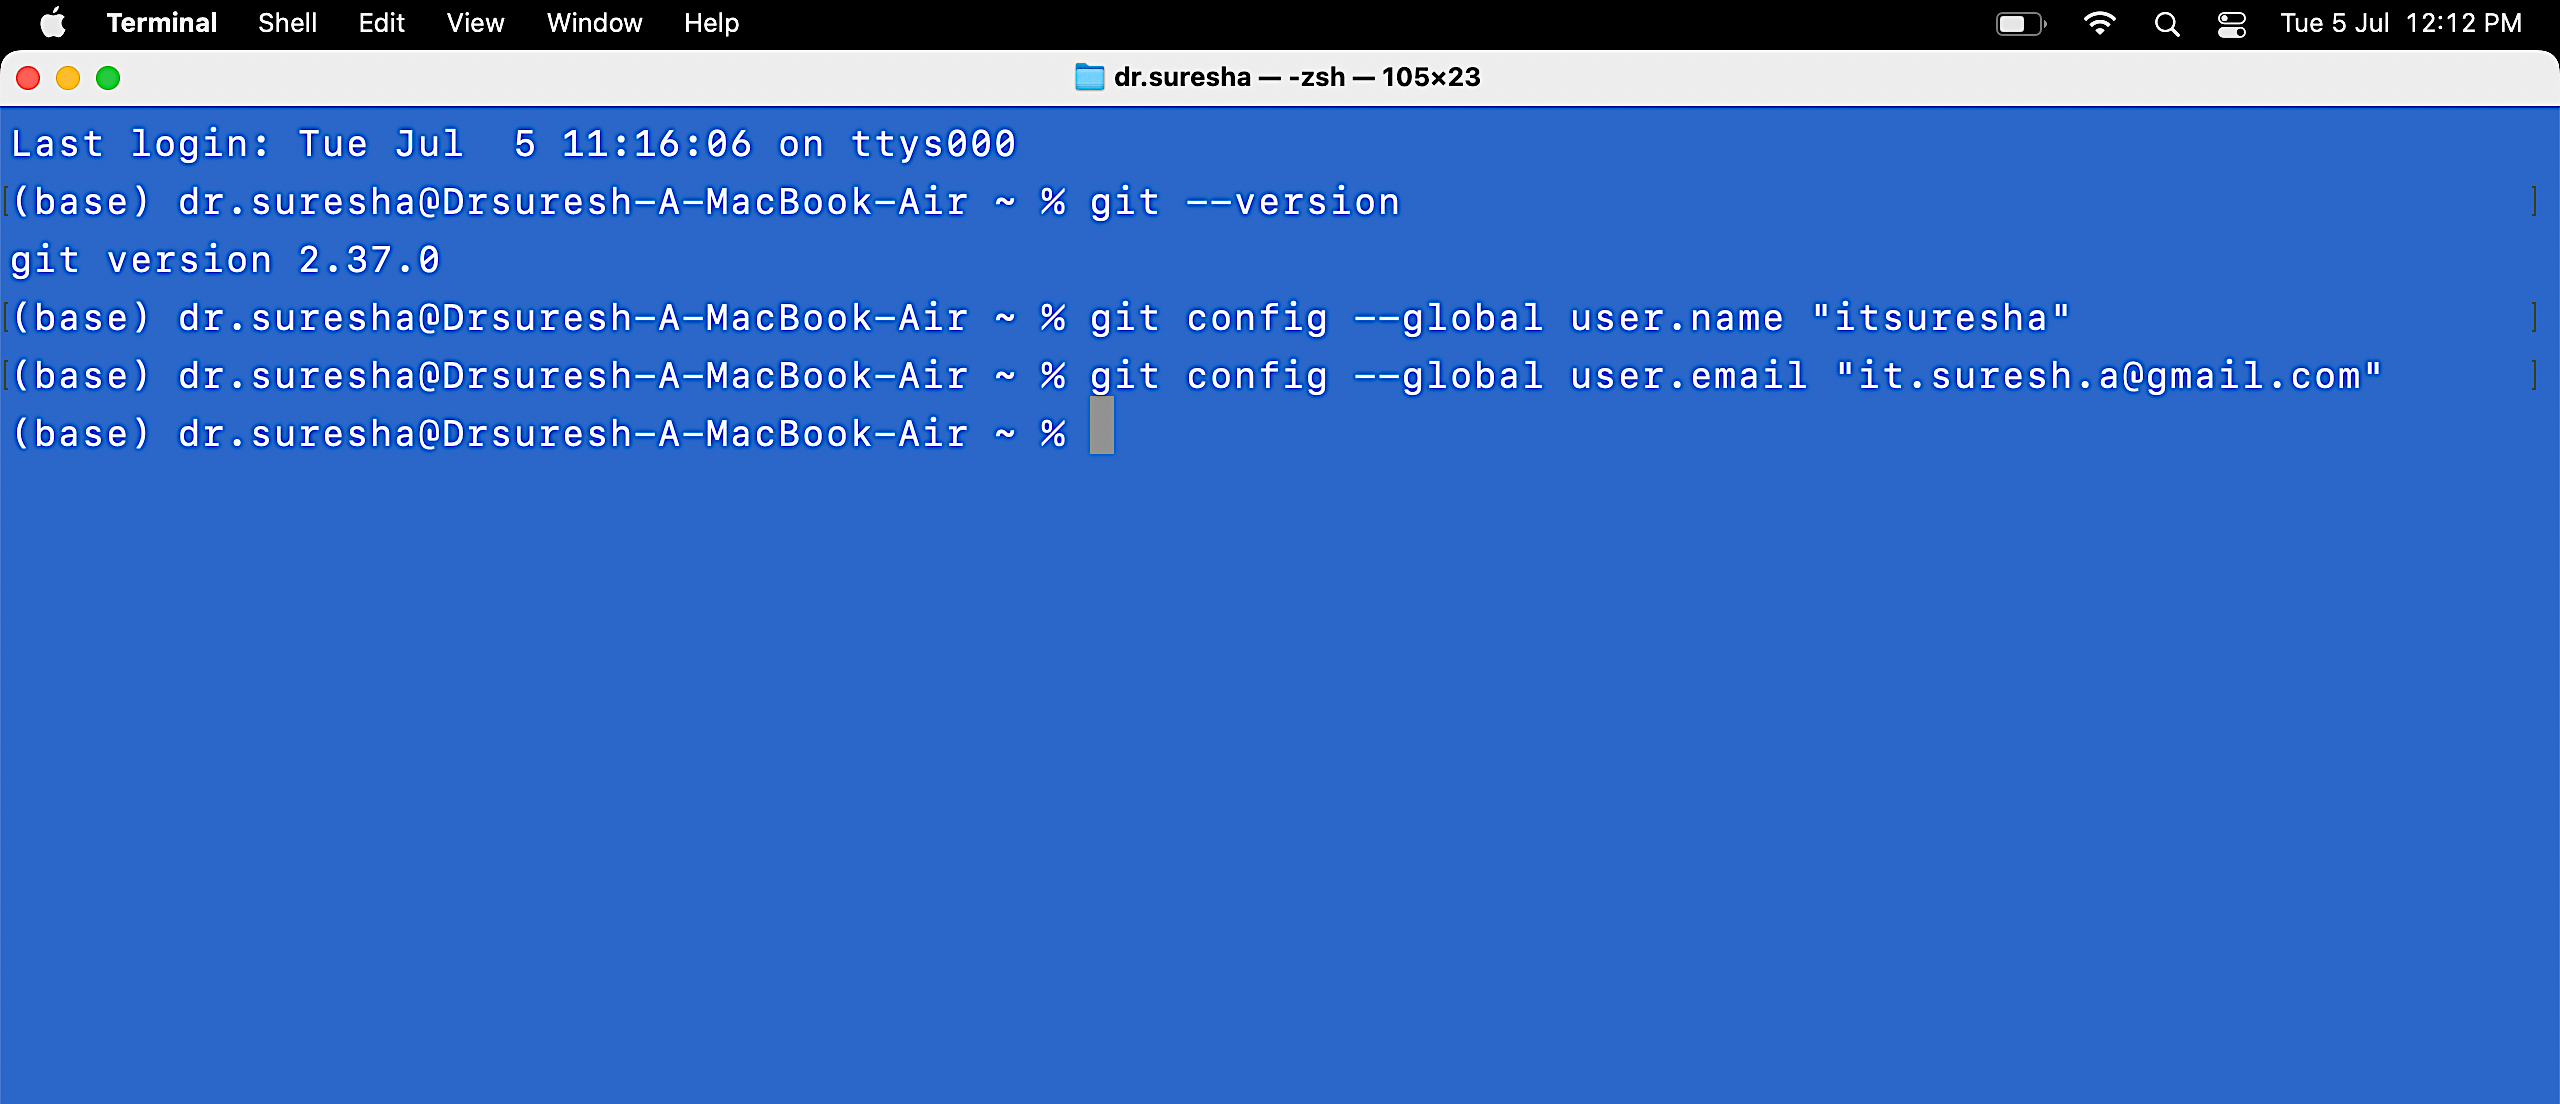 Terminal Shell Edit View Window Help Tue 5 Jul 12:12 PM
dr.suresha — -zsh — 105×23
Last login: Tue Jul  5 11:16:06 on ttys000
[(base) dr.suresha@Drsuresh-A-MacBook-Air ~ % git --version ]
git version 2.37.0
[(base) dr.suresha@Drsuresh-A-MacBook-Air ~ % git config --global user.name "itsuresha" ]
[(base) dr.suresha@Drsuresh-A-MacBook-Air ~ % git config --global user.email "it.suresh.a@gmail.com" ]
(base) dr.suresha@Drsuresh-A-MacBook-Air ~ %